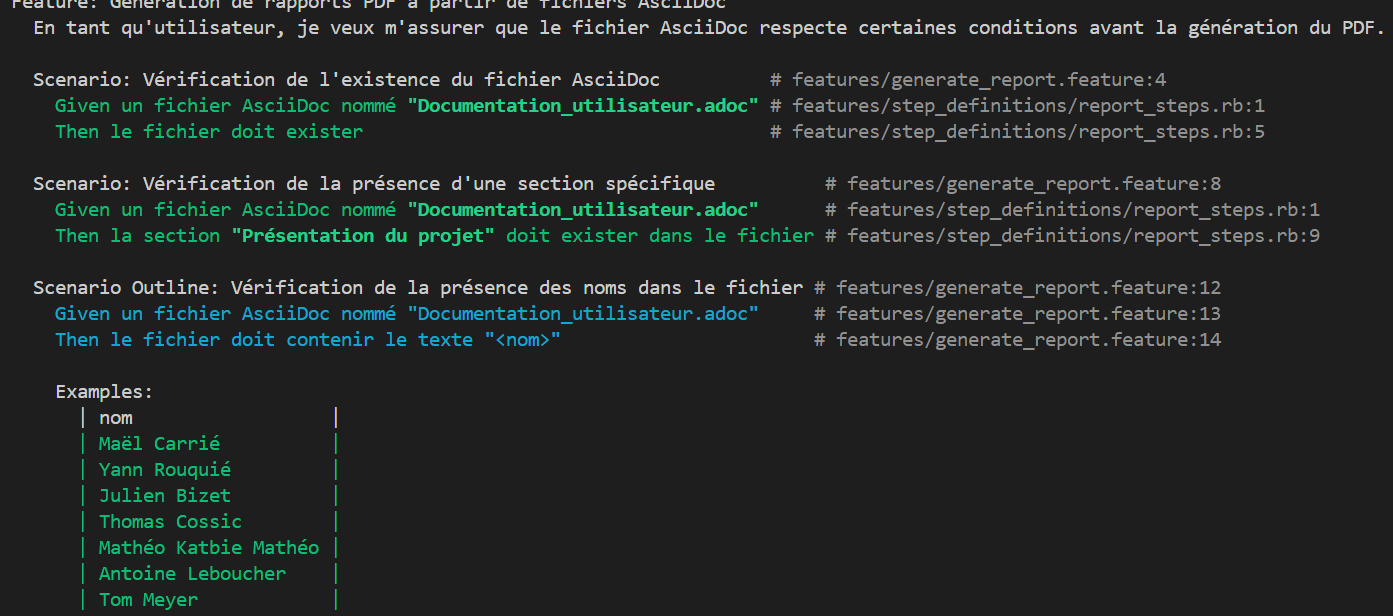 Feature: Génération de rapports PDF à partir de fichiers AsciiDoc
En tant qu'utilisateur, je veux m'assurer que le fichier AsciiDoc respecte certaines conditions avant la génération du PDF.
Scenario: Vérification de l'existence du fichier AsciiDoc # features/generate_report.feature:4
Given un fichier AsciiDoc nommé "Documentation_utilisateur.adoc" # features/step_definitions/report_steps.rb:1
Then le fichier doit exister # features/step_definitions/report_steps.rb:5
Scenario: Vérification de la présence d'une section spécifique # features/generate_report.feature:8
Given un fichier AsciiDoc nommé "Documentation_utilisateur.adoc" # features/step_definitions/report_steps.rb:1
Then la section "Présentation du projet" doit exister dans le fichier # features/step_definitions/report_steps.rb:9
Scenario Outline: Vérification de la présence des noms dans le fichier # features/generate_report.feature:12
Given un fichier AsciiDoc nommé "Documentation_utilisateur.adoc" # features/generate_report.feature:13
Then le fichier doit contenir le texte "<nom>" # features/generate_report.feature:14
Examples:
| nom |
| Maël Carrié |
| Yann Rouquié |
| Julien Bizet |
| Thomas Cossic |
| Mathéo Katbie Mathéo |
| Antoine Leboucher |
| Tom Meyer |